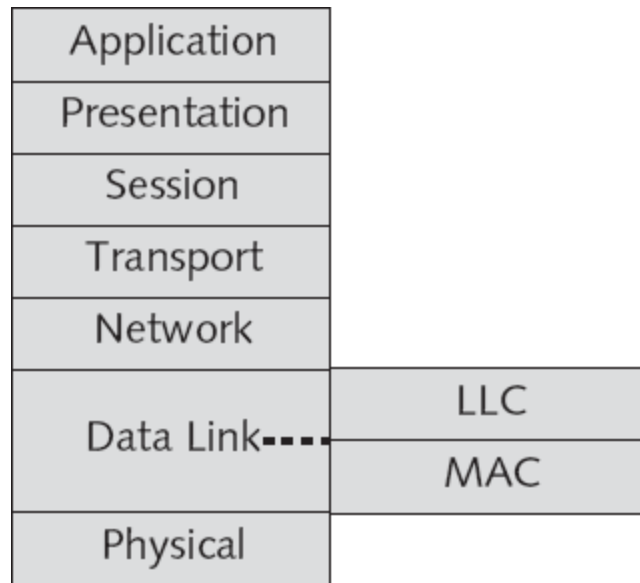 Application
Presentation
Session
Transport
Network
Data Link
LLC
MAC
Physical